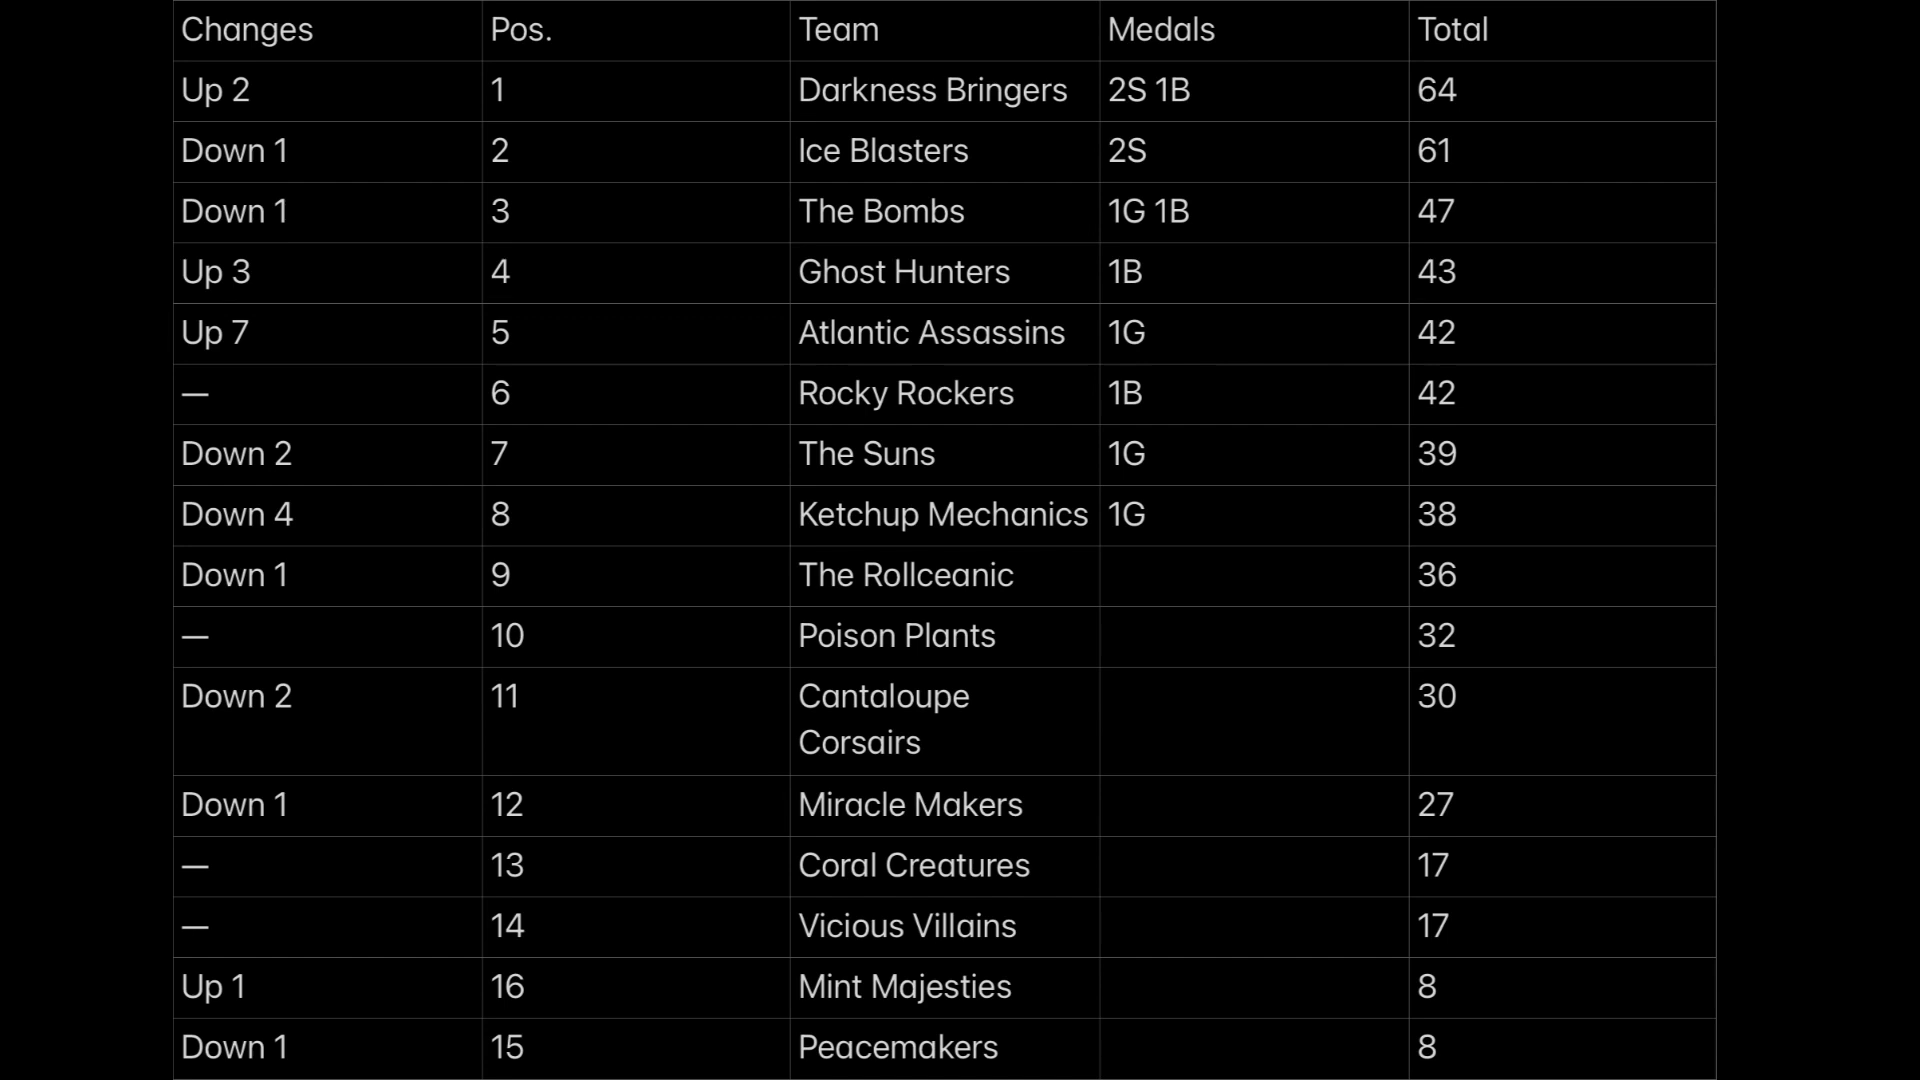 Changes Pos. Team Medals Total
Up 2 1 Darkness Bringers 2S 1B 64
Down 1 2 Ice Blasters 2S 61
Down 1 3 The Bombs 1G 1B 47
Up 3 4 Ghost Hunters 1B 43
Up 7 5 Atlantic Assassins 1G 42
— 6 Rocky Rockers 1B 42
Down 2 7 The Suns 1G 39
Down 4 8 Ketchup Mechanics 1G 38
Down 1 9 The Rollceanic 36
— 10 Poison Plants 32
Down 2 11 Cantaloupe 30
Corsairs
Down 1 12 Miracle Makers 27
— 13 Coral Creatures 17
— 14 Vicious Villains 17
Up 1 16 Mint Majesties 8
Down 1 15 Peacemakers 8